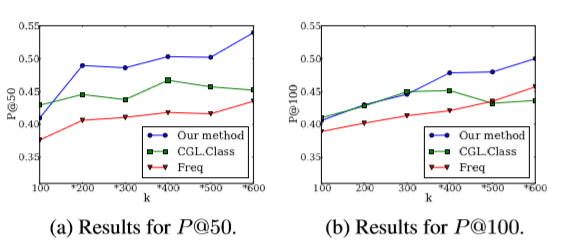 0.55
0.50
0.45
0.40
0.35
P@50
100 *200 *300 *400 *500 *600
k
Our method
CGL.Class
Freq
(a) Results for P@50.
0.55
0.50
0.45
0.40
0.35
P@100
100 200 *300 *400 *500 *600
k
Our method
CGL.Class
Freq
(b) Results for P@100.